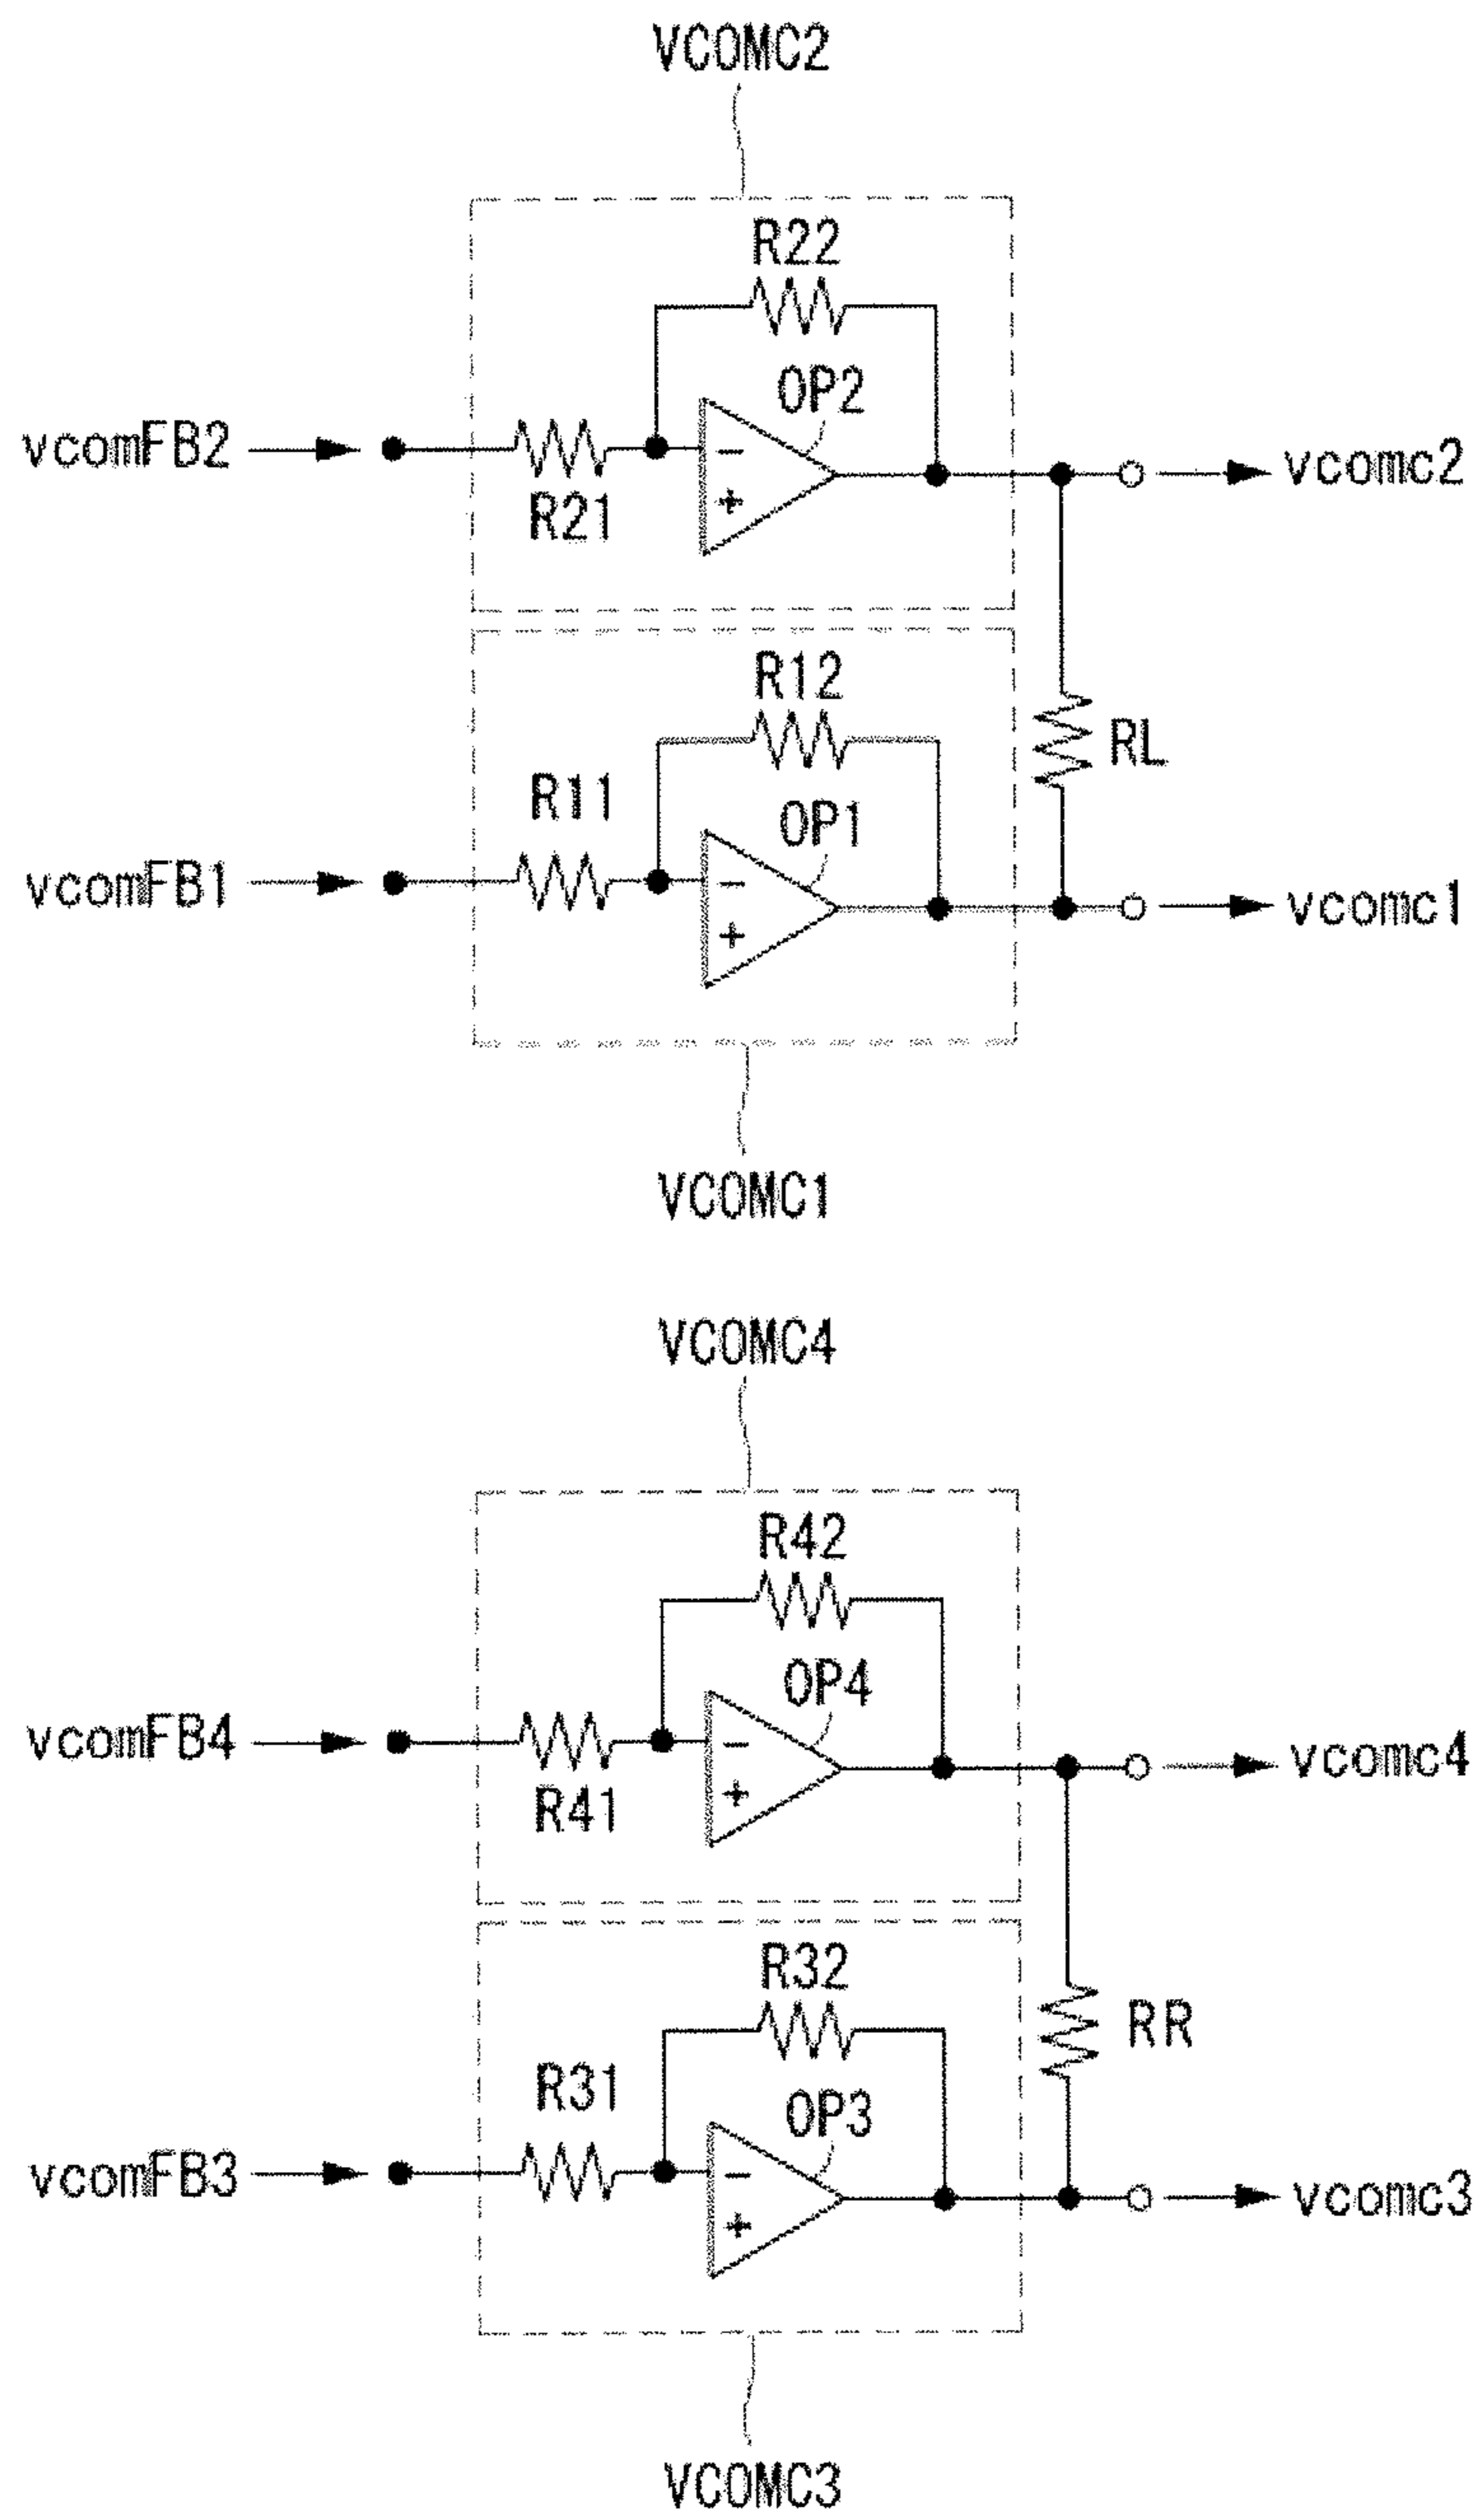 VCOMC2
R22
OP2
vcomFB2
R21
vcomc2
R12
RL
R11
OP1
vcomFB1
vcomc1
VCOMC1
VCOMC4
R42
OP4
vcomFB4
R41
vcomc4
R32
RR
R31
OP3
vcomFB3
vcomc3
VCOMC3